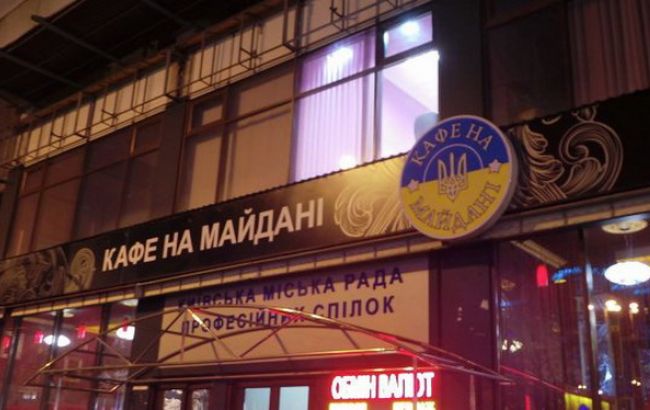 КАФЕ НА МАЙДАНІ
КАФЕ НА
МАЙДАНІ
КИЇВСЬКА МІСЬКА РАДА
ПРОФЕСІЙНИХ СПІЛОК
ОБМІН ВАЛЮТ